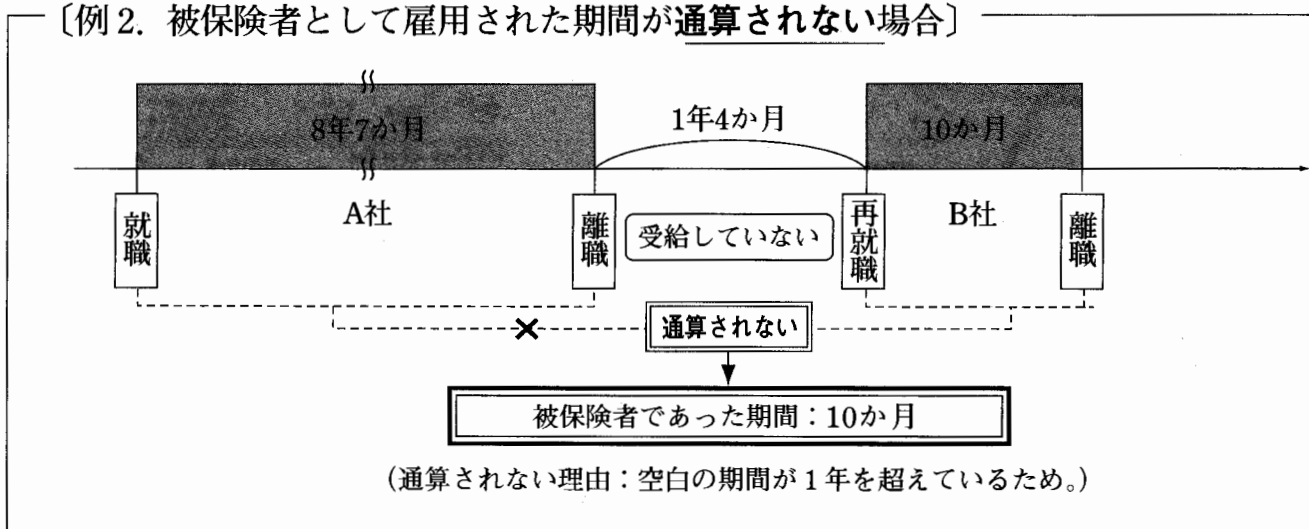 〔例2. 被保険者として雇用された期間が通算されない場合〕
8年7か月
1年4か月
10か月
就職
A社
離職
受給していない
再就職
B社
離職
通算されない
被保険者であった期間：10か月
(通算されない理由：空白の期間が1年を超えているため。)